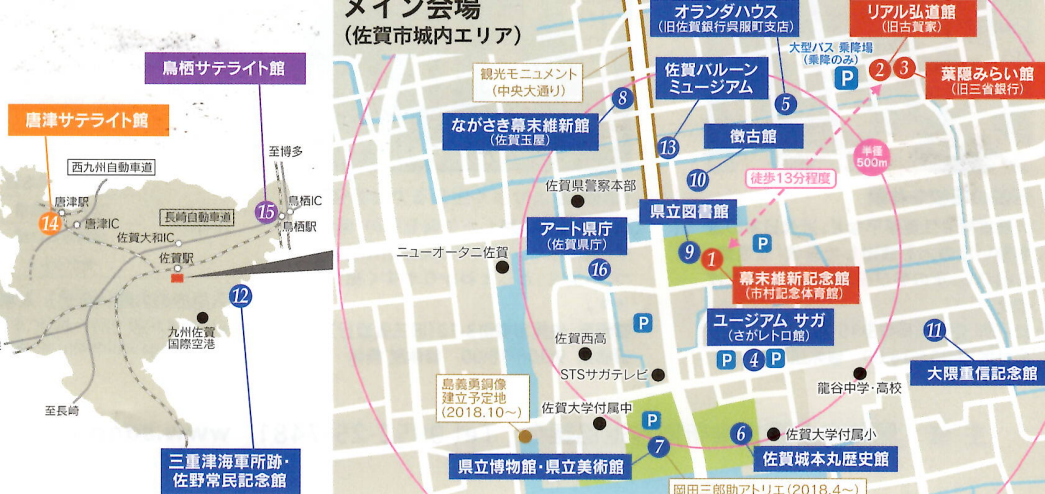 メイン会場
(佐賀市城内エリア)
鳥栖サテライト館
唐津サテライト館
西九州自動車道
至博多
唐津駅
14
唐津IC
長崎自動車道
15
鳥栖IC
鳥栖駅
佐賀大和IC
佐賀駅
12
九州佐賀
国際空港
至長崎
三重津海軍所跡・
佐野常民記念館
オランダハウス
(旧佐賀銀行呉服町支店)
リアル弘道館
(旧古賀家)
大型バス 乗降場
(乗降のみ)
P
2
3
葉隠みらい館
(旧三省銀行)
観光モニュメント
(中央大通り)
佐賀バルーン
ミュージアム
8
5
ながさき幕末維新館
(佐賀玉屋)
徴古館
13
半径
500m
10
徒歩13分程度
佐賀県警察本部
県立図書館
アート県庁
(佐賀県庁)
ニューオータニ佐賀
16
9
1
P
幕末維新記念館
(市村記念体育館)
P
ユージアム サガ
(さがレトロ館)
11
佐賀西高
P
4
P
大隈重信記念館
STSサガテレビ
龍谷中学・高校
島義勇銅像
建立予定地
(2018.10~)
佐賀大学付属中
P
7
6
佐賀大学付属小
県立博物館・県立美術館
佐賀城本丸歴史館
岡田三郎助アトリエ(2018.4~)